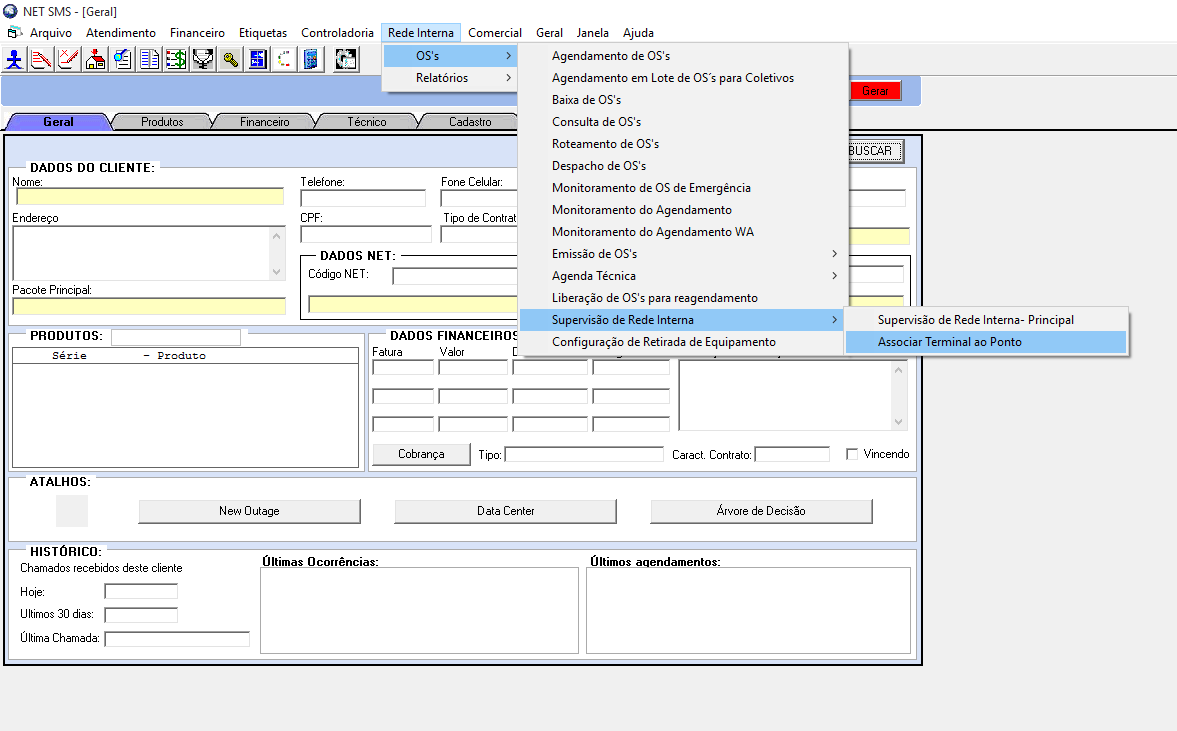 NET SMS - [Geral]
Arquivo Atendimento Financeiro Etiquetas Controladoria Rede Interna Comercial Geral Janela Ajuda
OS's
Relatórios
Agendamento de OS's
Agendamento em Lote de OS´s para Coletivos
Baixa de OS's
Consulta de OS's
Roteamento de OS's
Despacho de OS's
Monitoramento de OS de Emergência
Monitoramento do Agendamento
Monitoramento do Agendamento WA
Emissão de OS's
Agenda Técnica
Liberação de OS's para reagendamento
Supervisão de Rede Interna
Configuração de Retirada de Equipamento
Supervisão de Rede Interna- Principal
Associar Terminal ao Ponto
Gerar
Geral Produtos Financeiro Técnico Cadastro
BUSCAR
DADOS DO CLIENTE:
Nome: Telefone: Fone Celular:
Endereço CPF: Tipo de Contrat
DADOS NET:
Código NET:
Pacote Principal:
PRODUTOS: DADOS FINANCEIROS
Série - Produto
Fatura Valor D
Cobrança Tipo: Caract. Contrato: Vincendo
ATALHOS:
New Outage Data Center Árvore de Decisão
HISTÓRICO:
Chamados recebidos deste cliente
Hoje:
Ultimos 30 dias:
Última Chamada:
Últimas Ocorrências:
Últimos agendamentos: